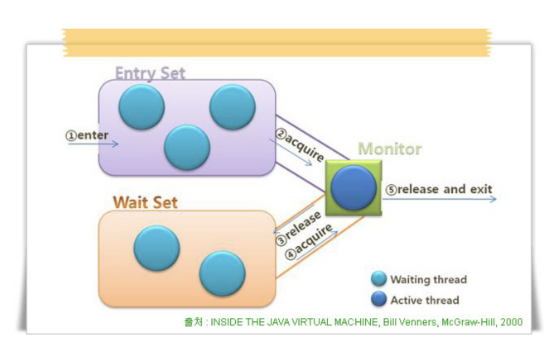 Entry Set
①enter
②acquire
Monitor
⑤release and exit
Wait Set
③release
④acquire
Waiting thread
Active thread
출처 : INSIDE THE JAVA VIRTUAL MACHINE, Bill Venners, McGraw-Hill, 2000